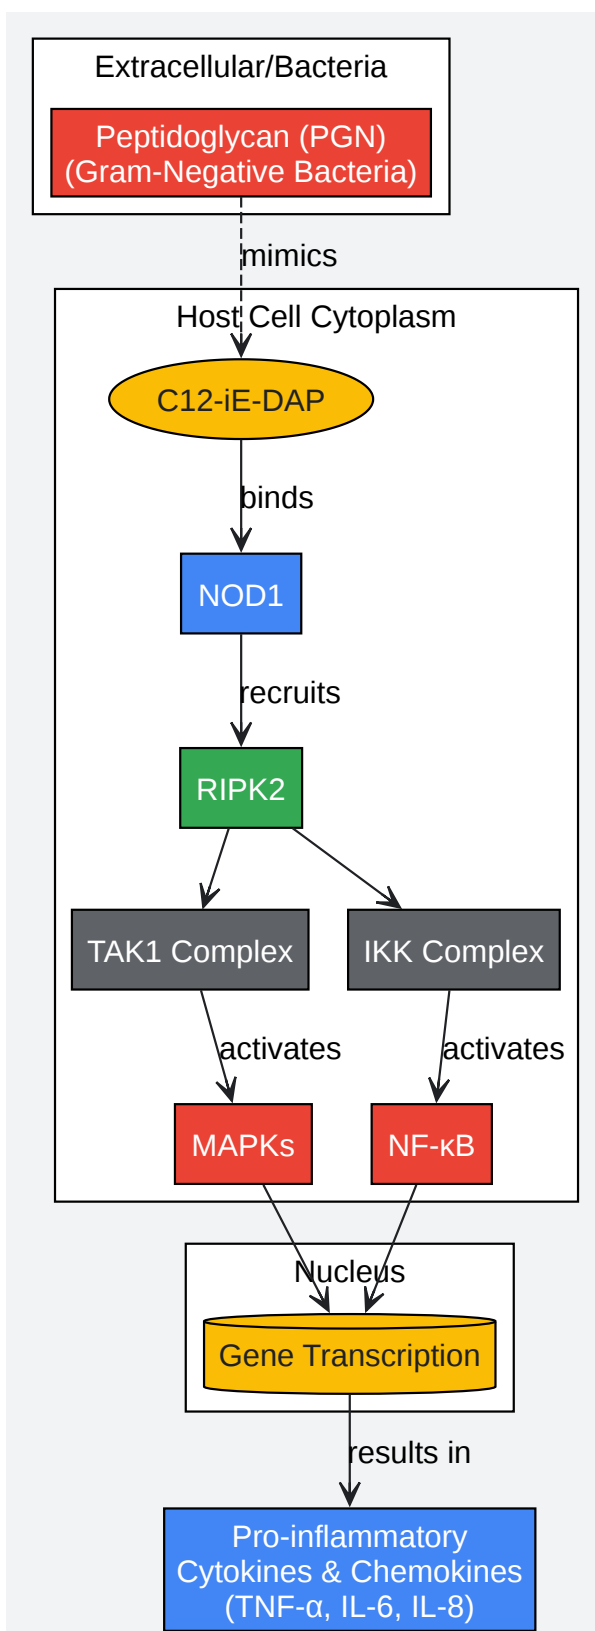 Extracellular/Bacteria
Peptidoglycan (PGN)
(Gram-Negative Bacteria)
mimics
Host Cell Cytoplasm
C12-iE-DAP
binds
NOD1
recruits
RIPK2
TAK1 Complex
IKK Complex
activates
activates
MAPKs
NF-κB
Nucleus
Gene Transcription
results in
Pro-inflammatory
Cytokines & Chemokines
(TNF-α, IL-6, IL-8)